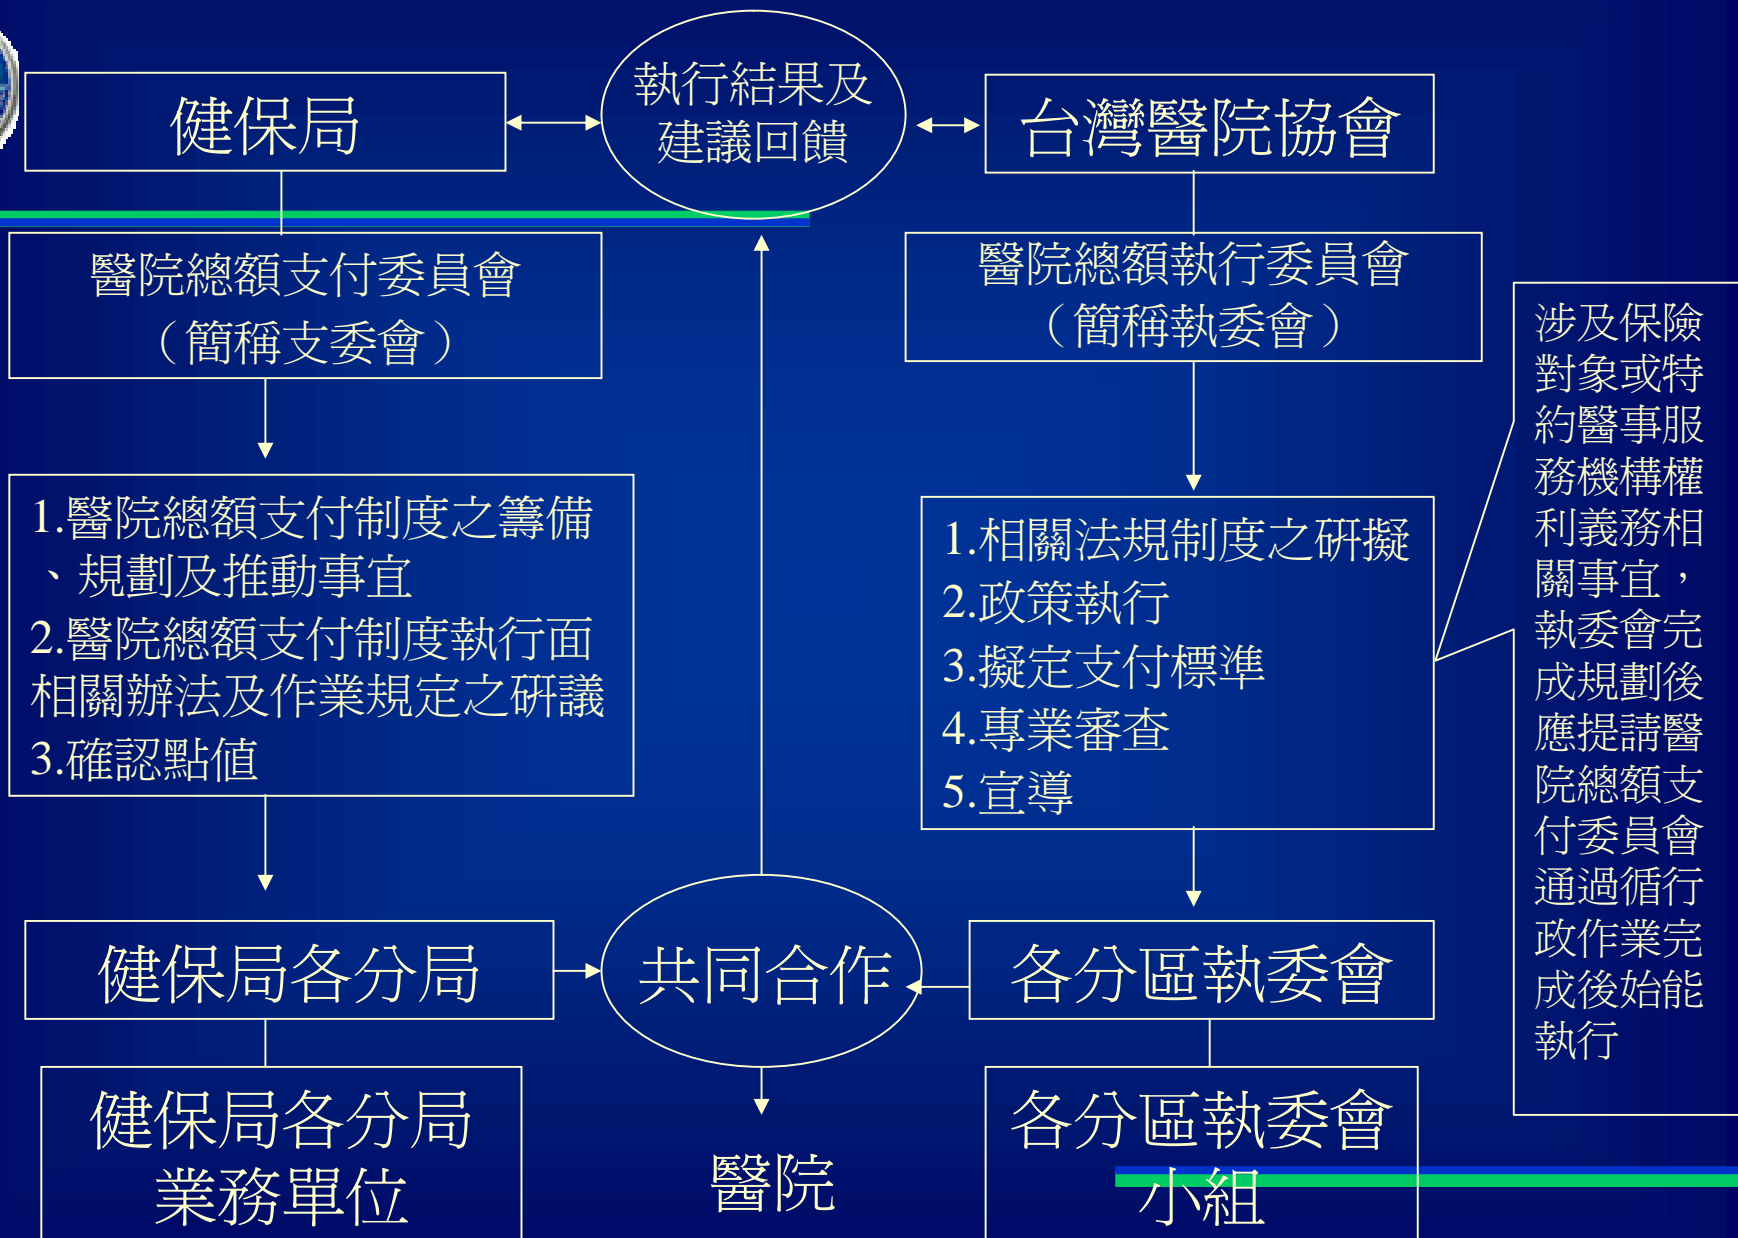 健保局
執行結果及
建議回饋
台灣醫院協會
醫院總額支付委員會
（簡稱支委會）
醫院總額執行委員會
（簡稱執委會）
1.醫院總額支付制度之籌備
、規劃及推動事宜
2.醫院總額支付制度執行面
相關辦法及作業規定之研議
3.確認點值
1.相關法規制度之研擬
2.政策執行
3.擬定支付標準
4.專業審查
5.宣導
涉及保險
對象或特
約醫事服
務機構權
利義務相
關事宜，
執委會完
成規劃後
應提請醫
院總額支
付委員會
通過循行
政作業完
成後始能
執行
健保局各分局
共同合作
各分區執委會
健保局各分局
業務單位
醫院
各分區執委會
小組